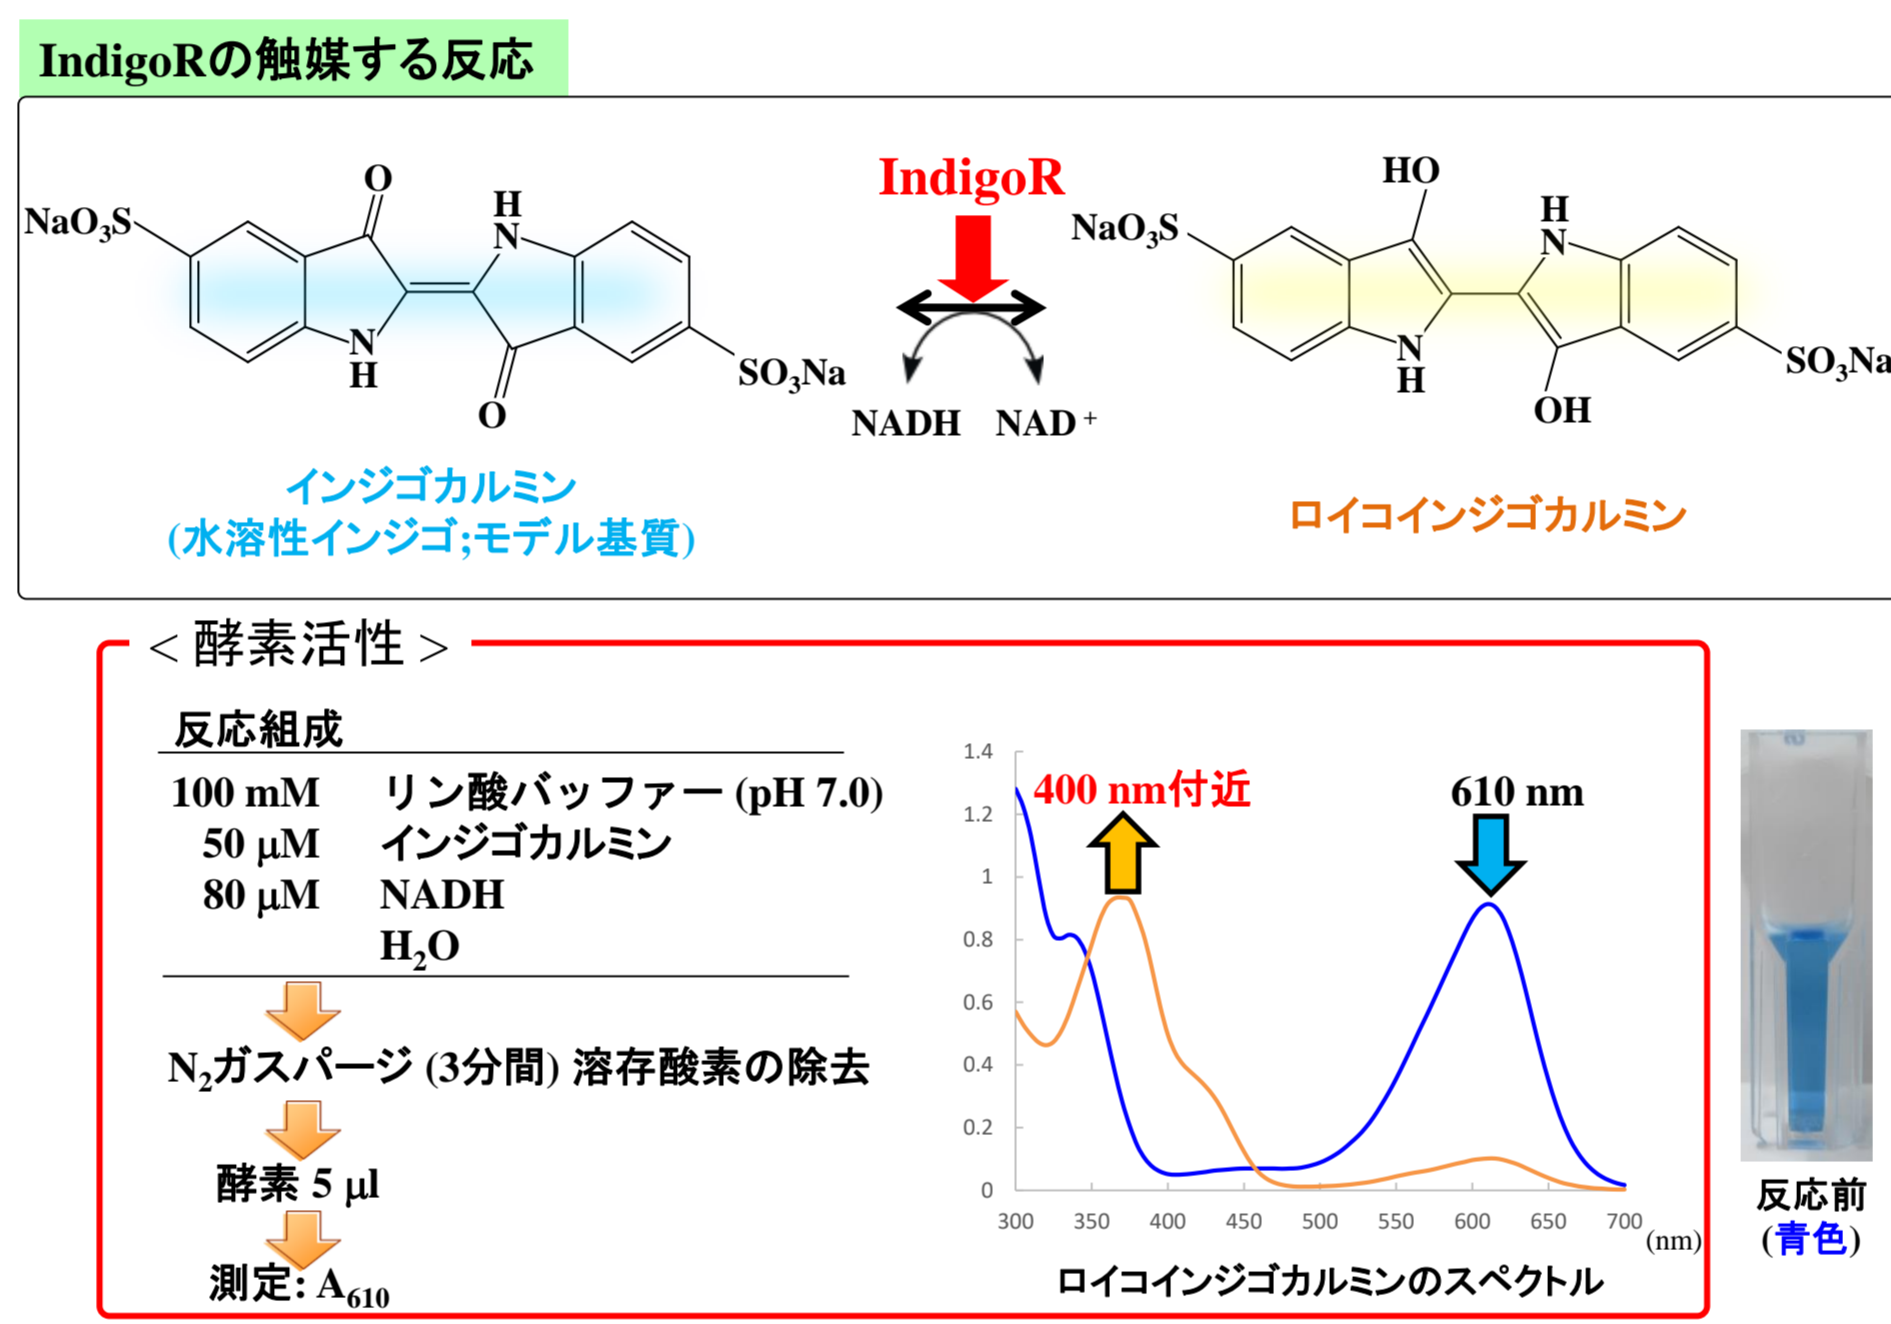 IndigoRの触媒する反応
O
H
N
NaO₃S
N
H
O
SO₃Na
IndigoR
NADH NAD⁺
HO
H
N
NaO₃S
N
H
OH
SO₃Na
インジゴカルミン
(水溶性インジゴ;モデル基質)
ロイコインジゴカルミン
< 酵素活性 >
反応組成
100 mM リン酸バッファー (pH 7.0)
50 μM インジゴカルミン
80 μM NADH
H₂O
N₂ガスパージ (3分間) 溶存酸素の除去
酵素 5 μl
測定: A₆₁₀
400 nm付近
610 nm
1.4
1.2
1
0.8
0.6
0.4
0.2
0
300 350 400 450 500 550 600 650 700
(nm)
ロイコインジゴカルミンのスペクトル
反応前
(青色)